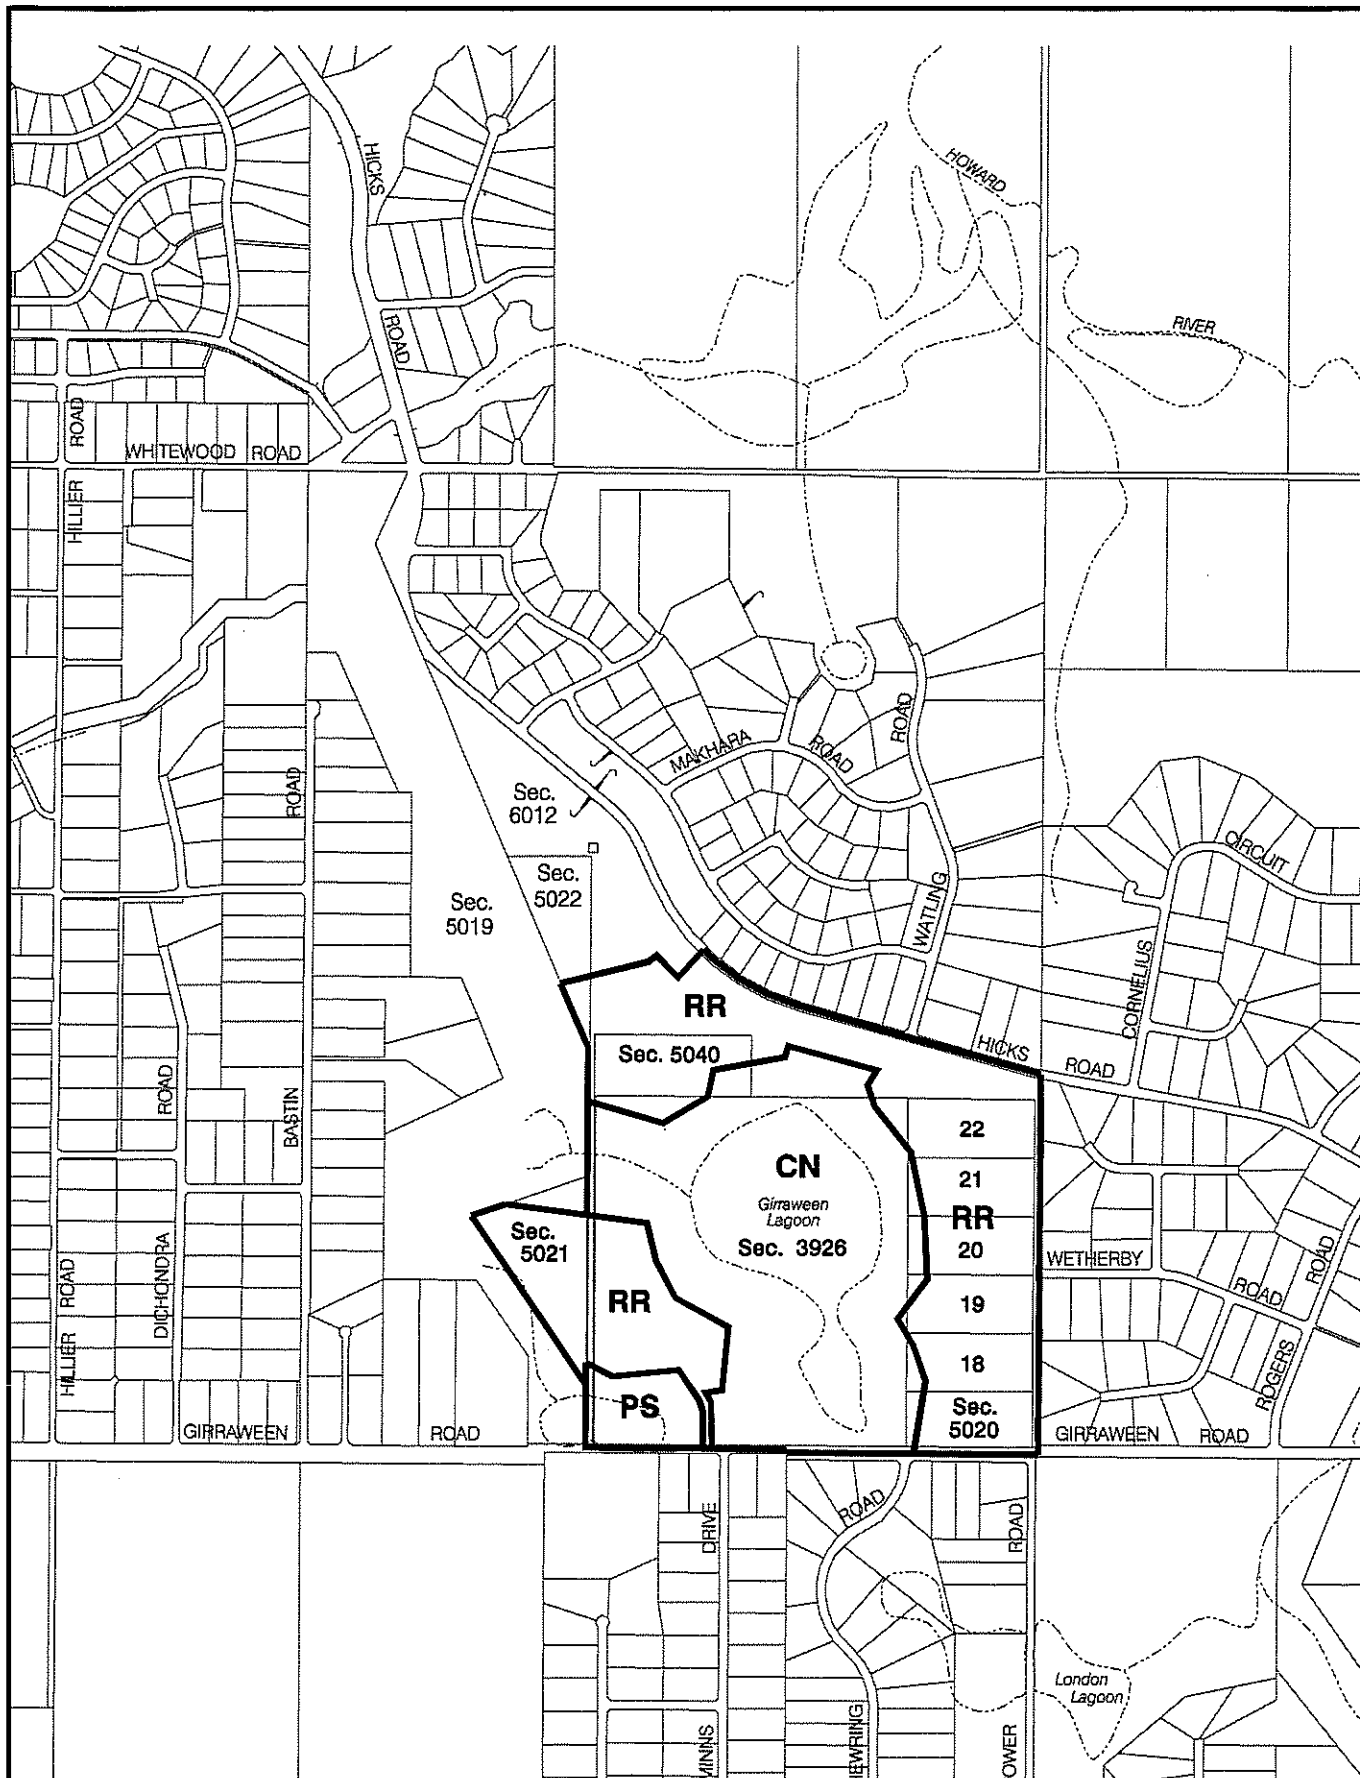 HOWARD
HICKS
RIVER
ROAD
ROAD
WHITEWOOD ROAD
HILLIER
ROAD
ROAD
MAKHARA
ROAD
ROAD
Sec.
6012
CIRCUIT
Sec.
5022
Sec.
5019
WATLING
CORNELIUS
RR
HICKS
ROAD
Sec. 5040
ROAD
BASTIN
22
CN
21
Girraween
Lagoon
RR
Sec. 3926
20
Sec.
5021
WETHERBY
ROAD
ROAD
HILLIER
ROAD
DICHONDRA
RR
19
18
ROGERS
PS
Sec.
5020
GIRRAWEEN
ROAD
GIRRAWEEN
ROAD
DRIVE
ROAD
ROAD
London
Lagoon
MINNS
HEWRING
OWER